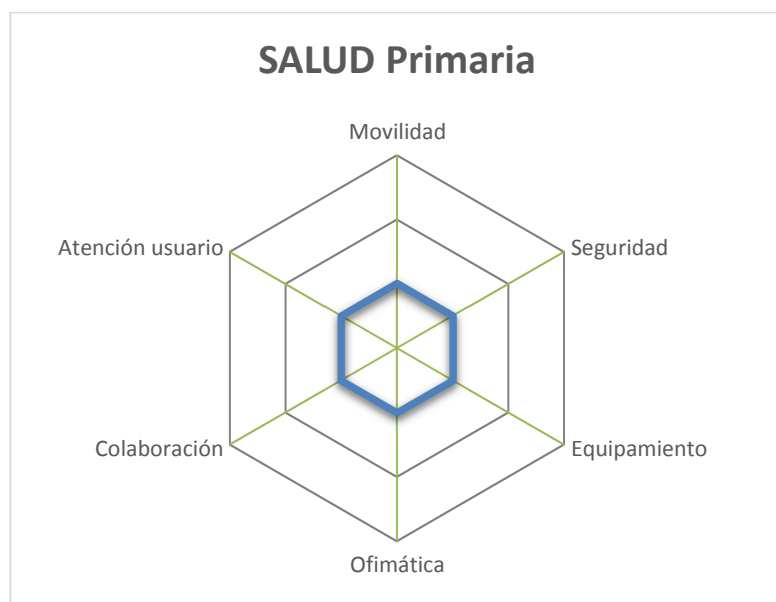 SALUD Primaria
Movilidad
Atención usuario
Seguridad
Colaboración
Equipamiento
Ofimática